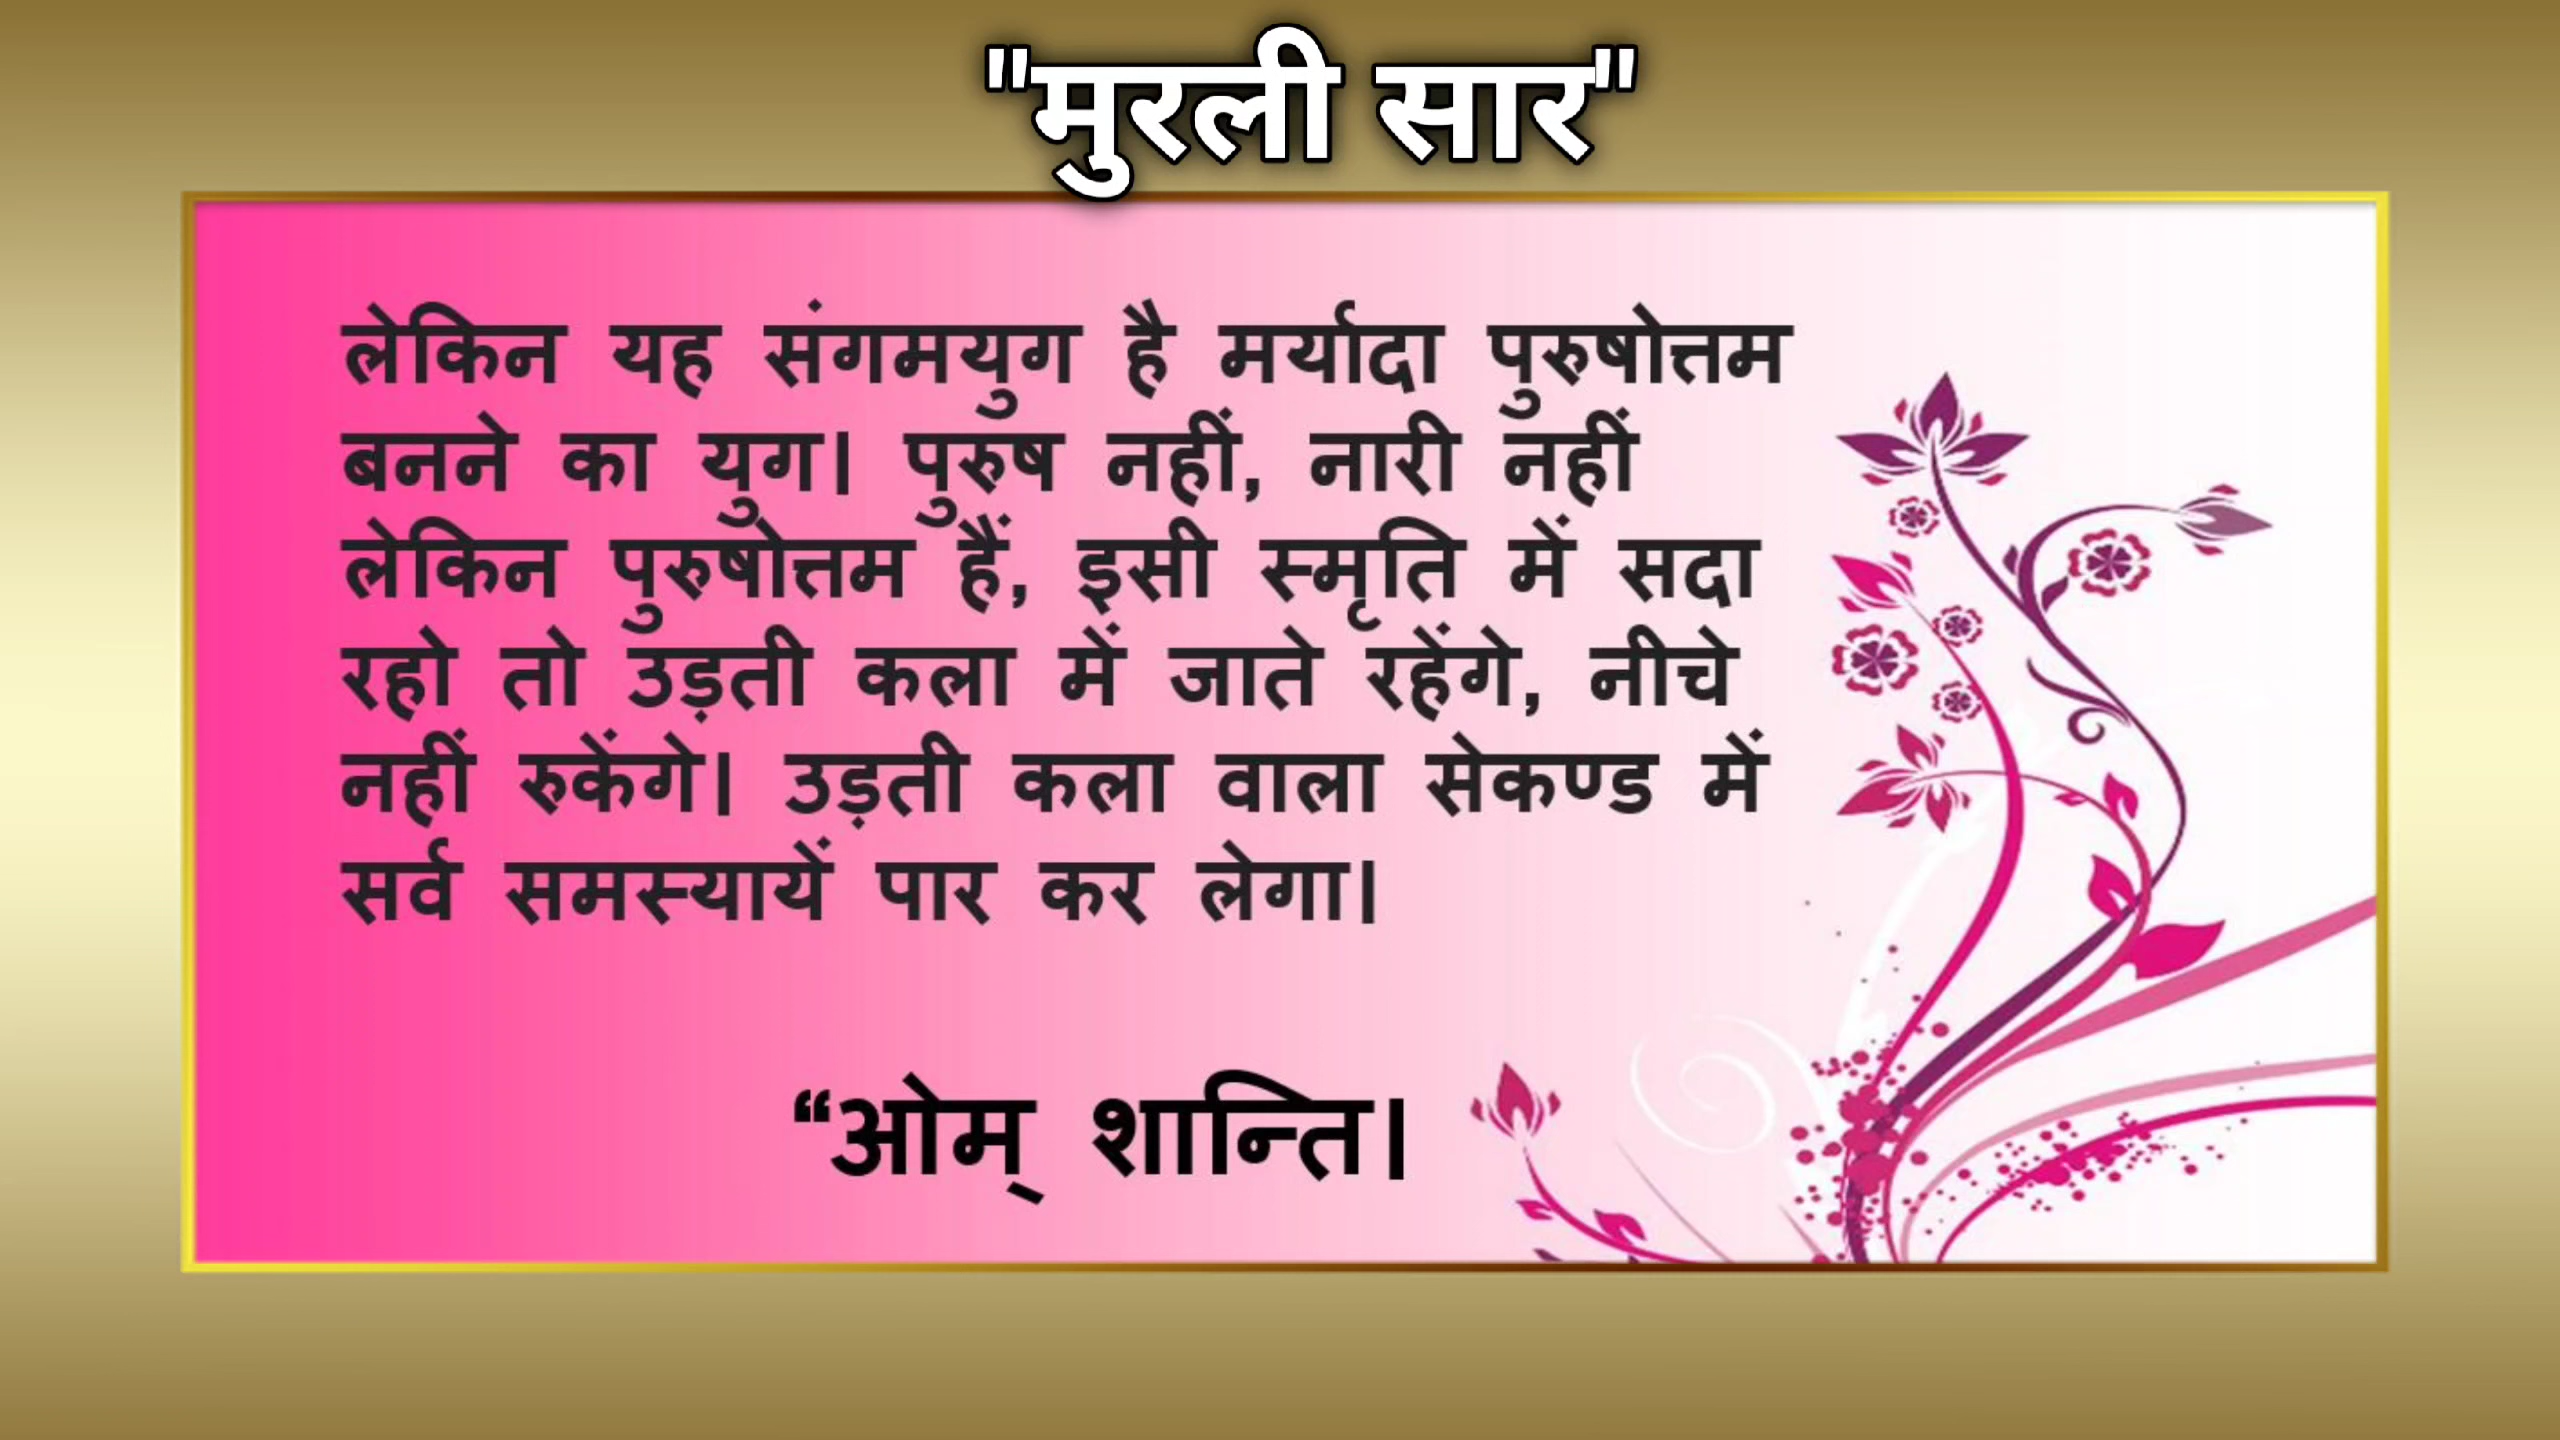 "मुरली सार"
लेकिन यह संगमयुग है मर्यादा पुरुषोत्तम
बनने का युग। पुरुष नहीं, नारी नहीं
लेकिन पुरुषोत्तम हैं, इसी स्मृति में सदा
रहो तो उड़ती कला में जाते रहेंगे, नीचे
नहीं रुकेंगे। उड़ती कला वाला सेकण्ड में
सर्व समस्यायें पार कर लेगा।
“ओम् शान्ति।